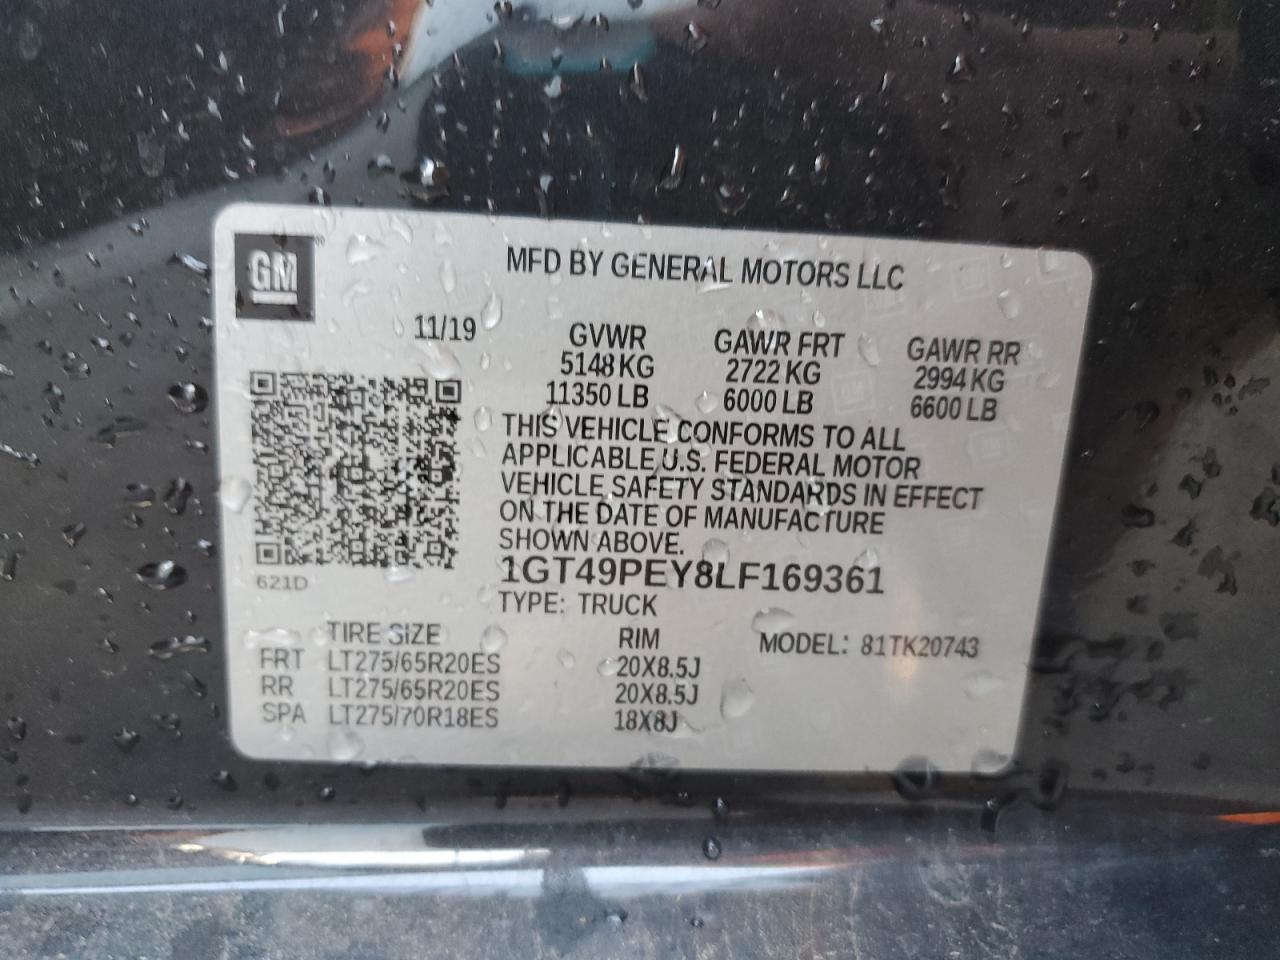 GM
MFD BY GENERAL MOTORS LLC
11/19 GVWR GAWR FRT GAWR RR
5148 KG 2722 KG 2994 KG
11350 LB 6000 LB 6600 LB
THIS VEHICLE CONFORMS TO ALL
APPLICABLE U.S. FEDERAL MOTOR
VEHICLE SAFETY STANDARDS IN EFFECT
ON THE DATE OF MANUFACTURE
SHOWN ABOVE.
621D
1GT49PEY8LF169361
TYPE: TRUCK
TIRE SIZE RIM MODEL: 81TK20743
FRT LT275/65R20ES 20X8.5J
RR LT275/65R20ES 20X8.5J
SPA LT275/70R18ES 18X8J